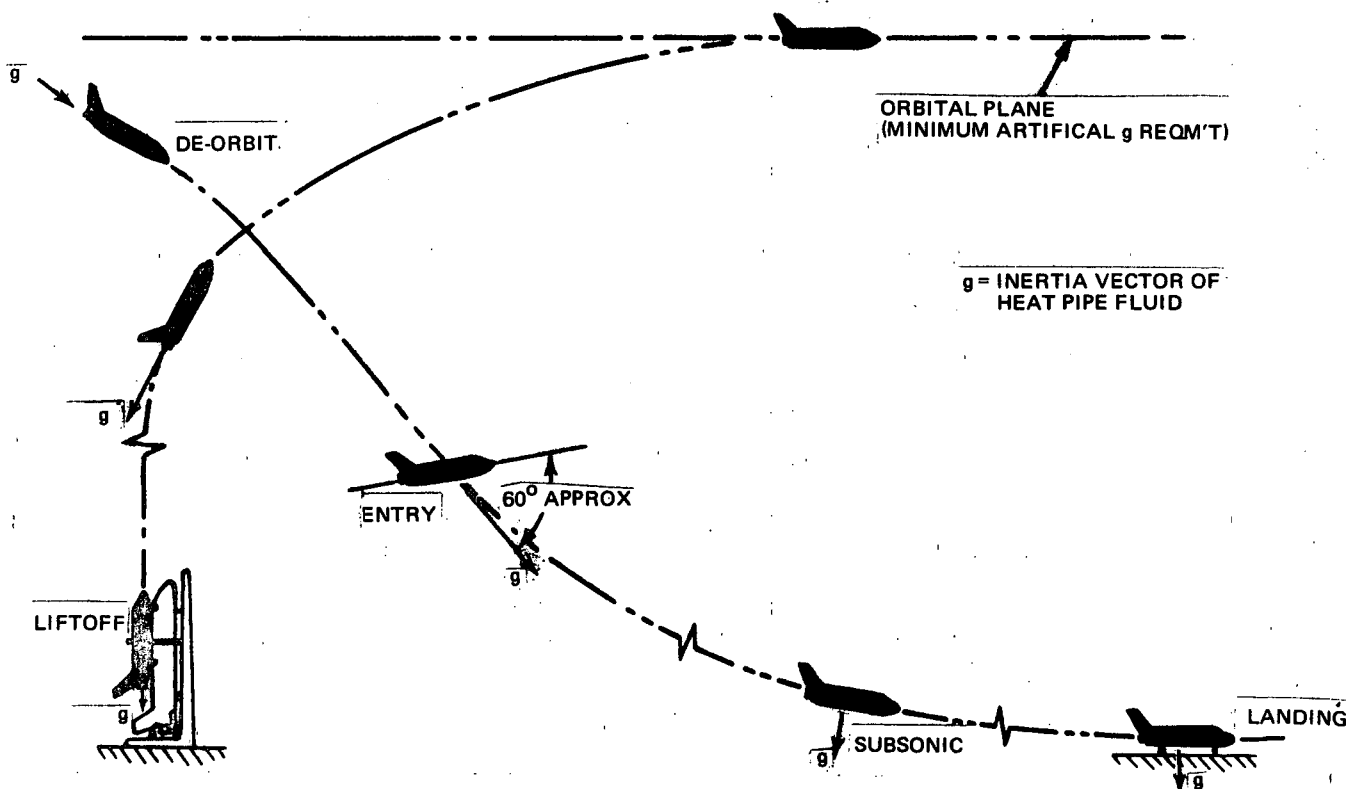 g
DE-ORBIT
ORBITAL PLANE
(MINIMUM ARTIFICAL g REQM'T)
g = INERTIA VECTOR OF
HEAT PIPE FLUID
g
ENTRY
60° APPROX
g
LIFTOFF
g
SUBSONIC
g
LANDING
g